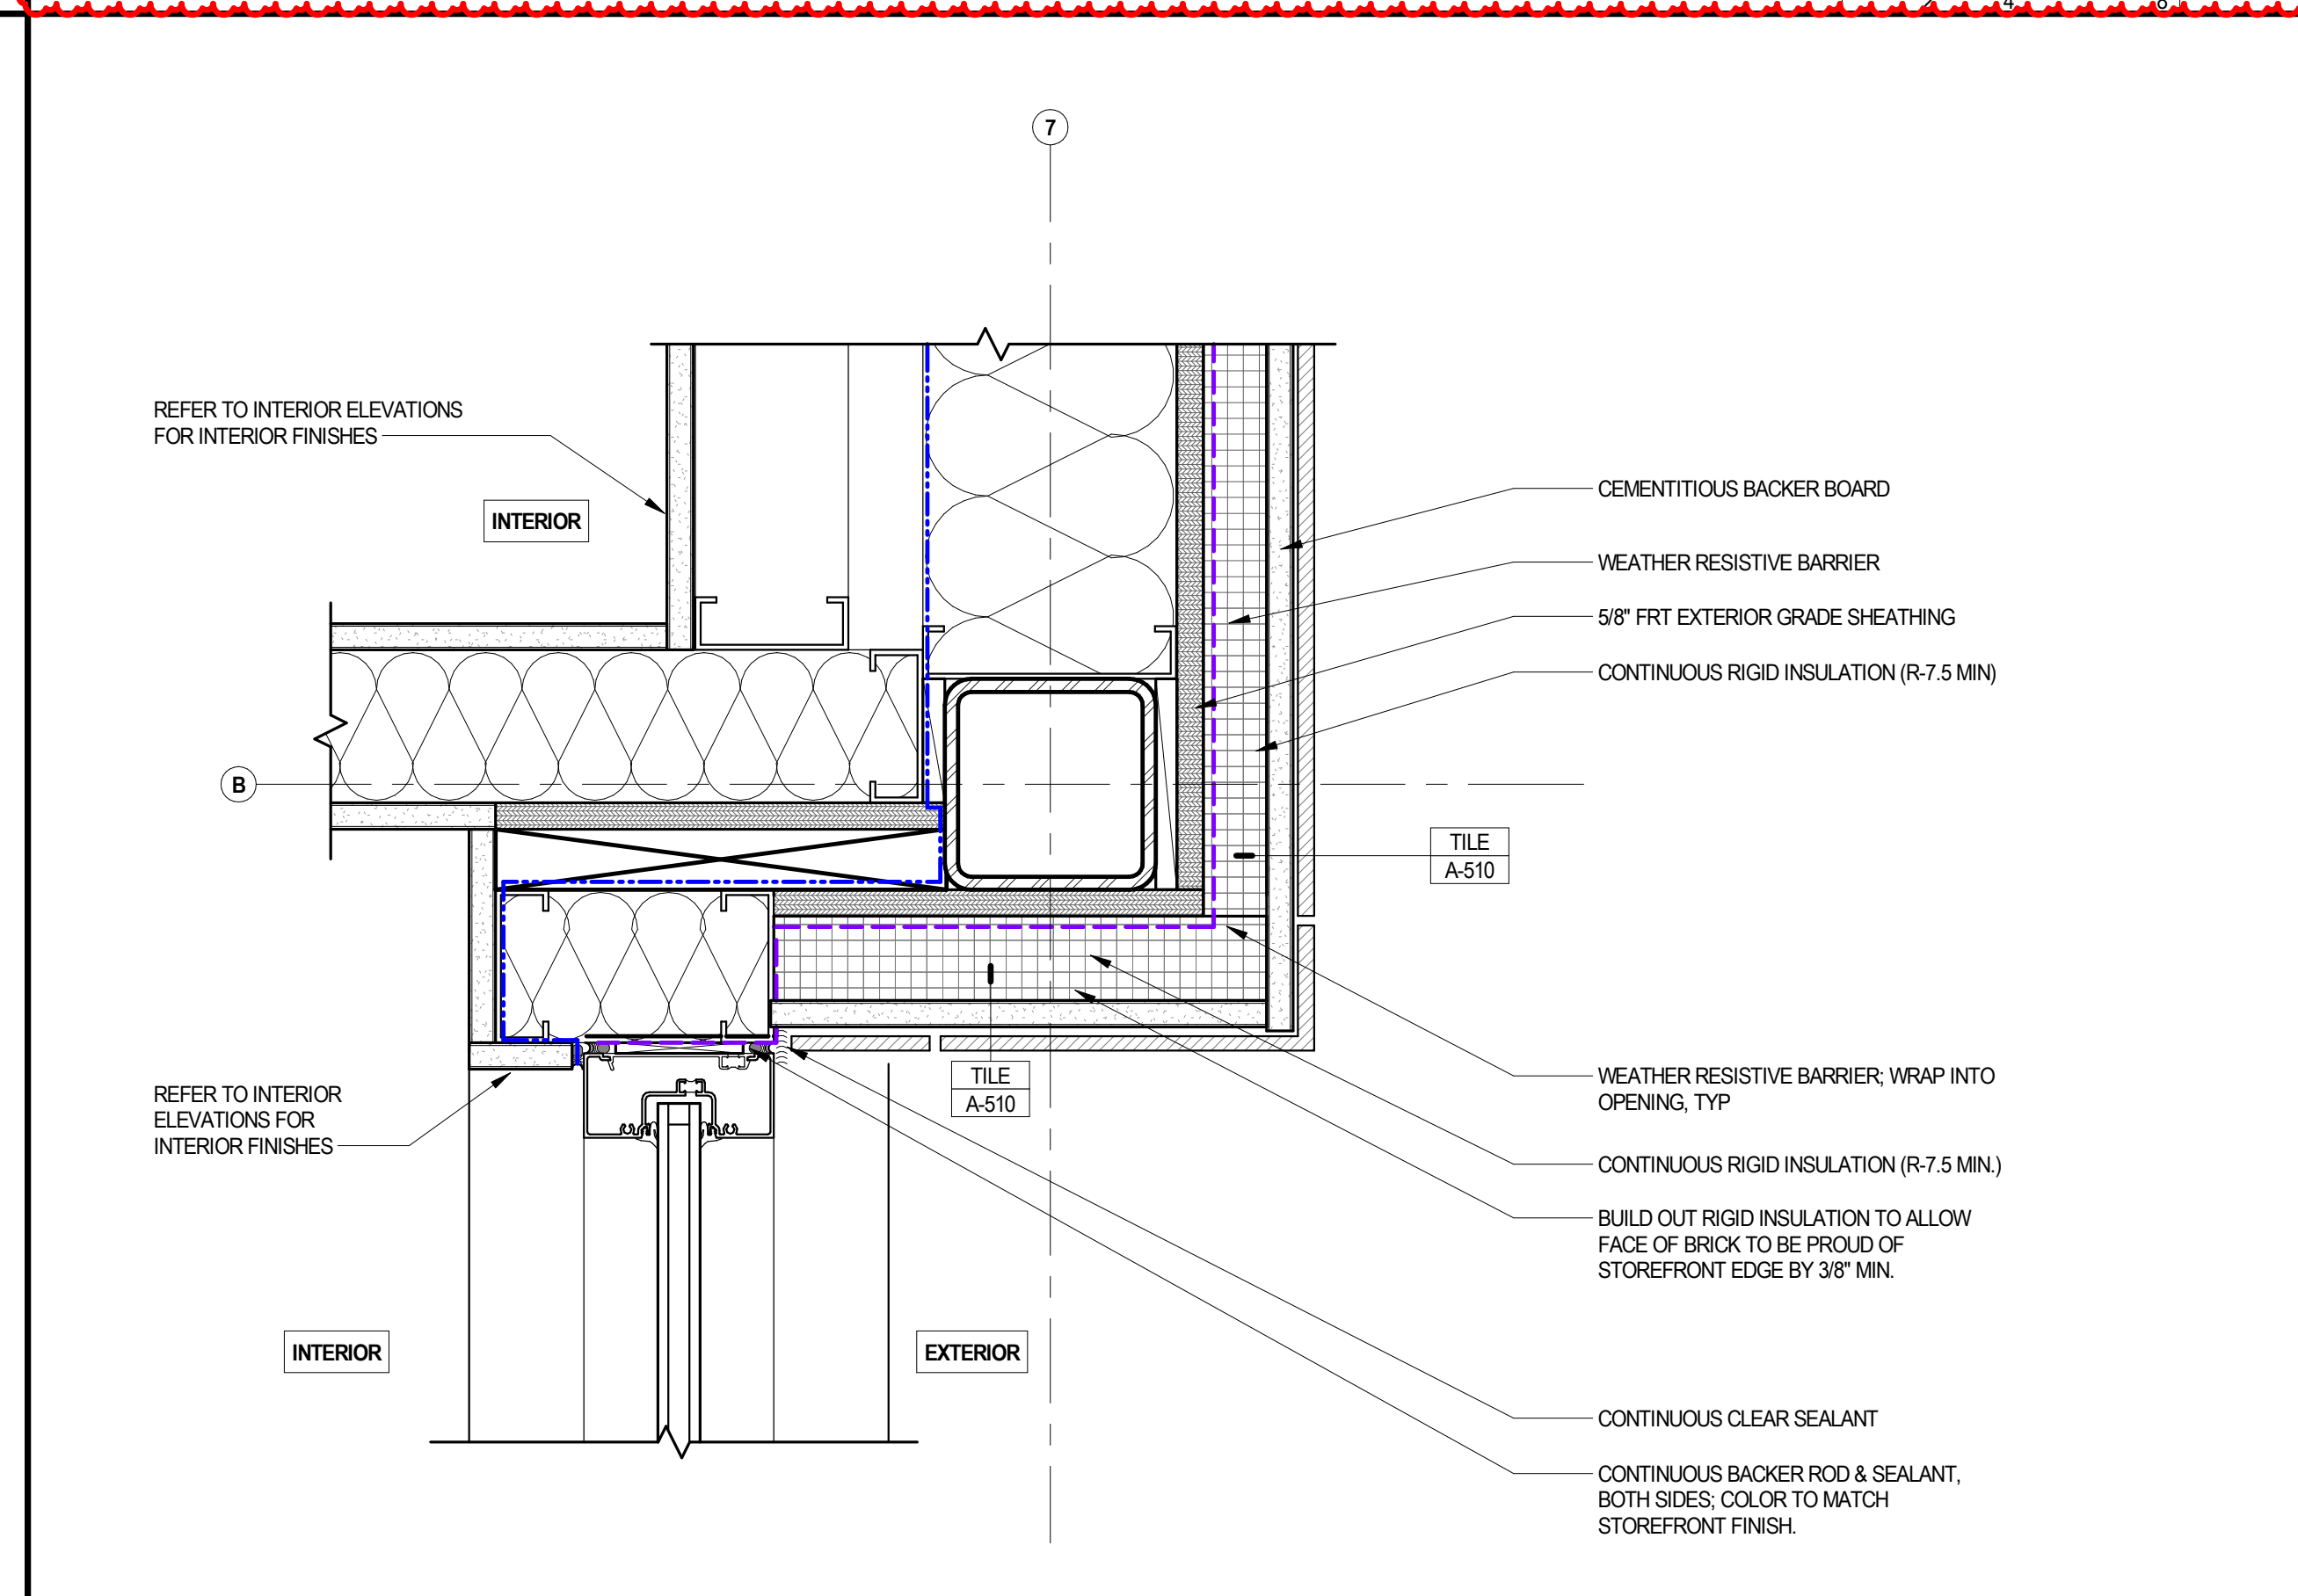 7
REFER TO INTERIOR ELEVATIONS
FOR INTERIOR FINISHES
INTERIOR
CEMENTITIOUS BACKER BOARD
WEATHER RESISTIVE BARRIER
5/8" FRT EXTERIOR GRADE SHEATHING
CONTINUOUS RIGID INSULATION (R-7.5 MIN)
B
TILE
A-510
TILE
A-510
REFER TO INTERIOR
ELEVATIONS FOR
INTERIOR FINISHES
WEATHER RESISTIVE BARRIER; WRAP INTO
OPENING, TYP
CONTINUOUS RIGID INSULATION (R-7.5 MIN.)
BUILD OUT RIGID INSULATION TO ALLOW
FACE OF BRICK TO BE PROUD OF
STOREFRONT EDGE BY 3/8" MIN.
INTERIOR
EXTERIOR
CONTINUOUS CLEAR SEALANT
CONTINUOUS BACKER ROD & SEALANT,
BOTH SIDES; COLOR TO MATCH
STOREFRONT FINISH.